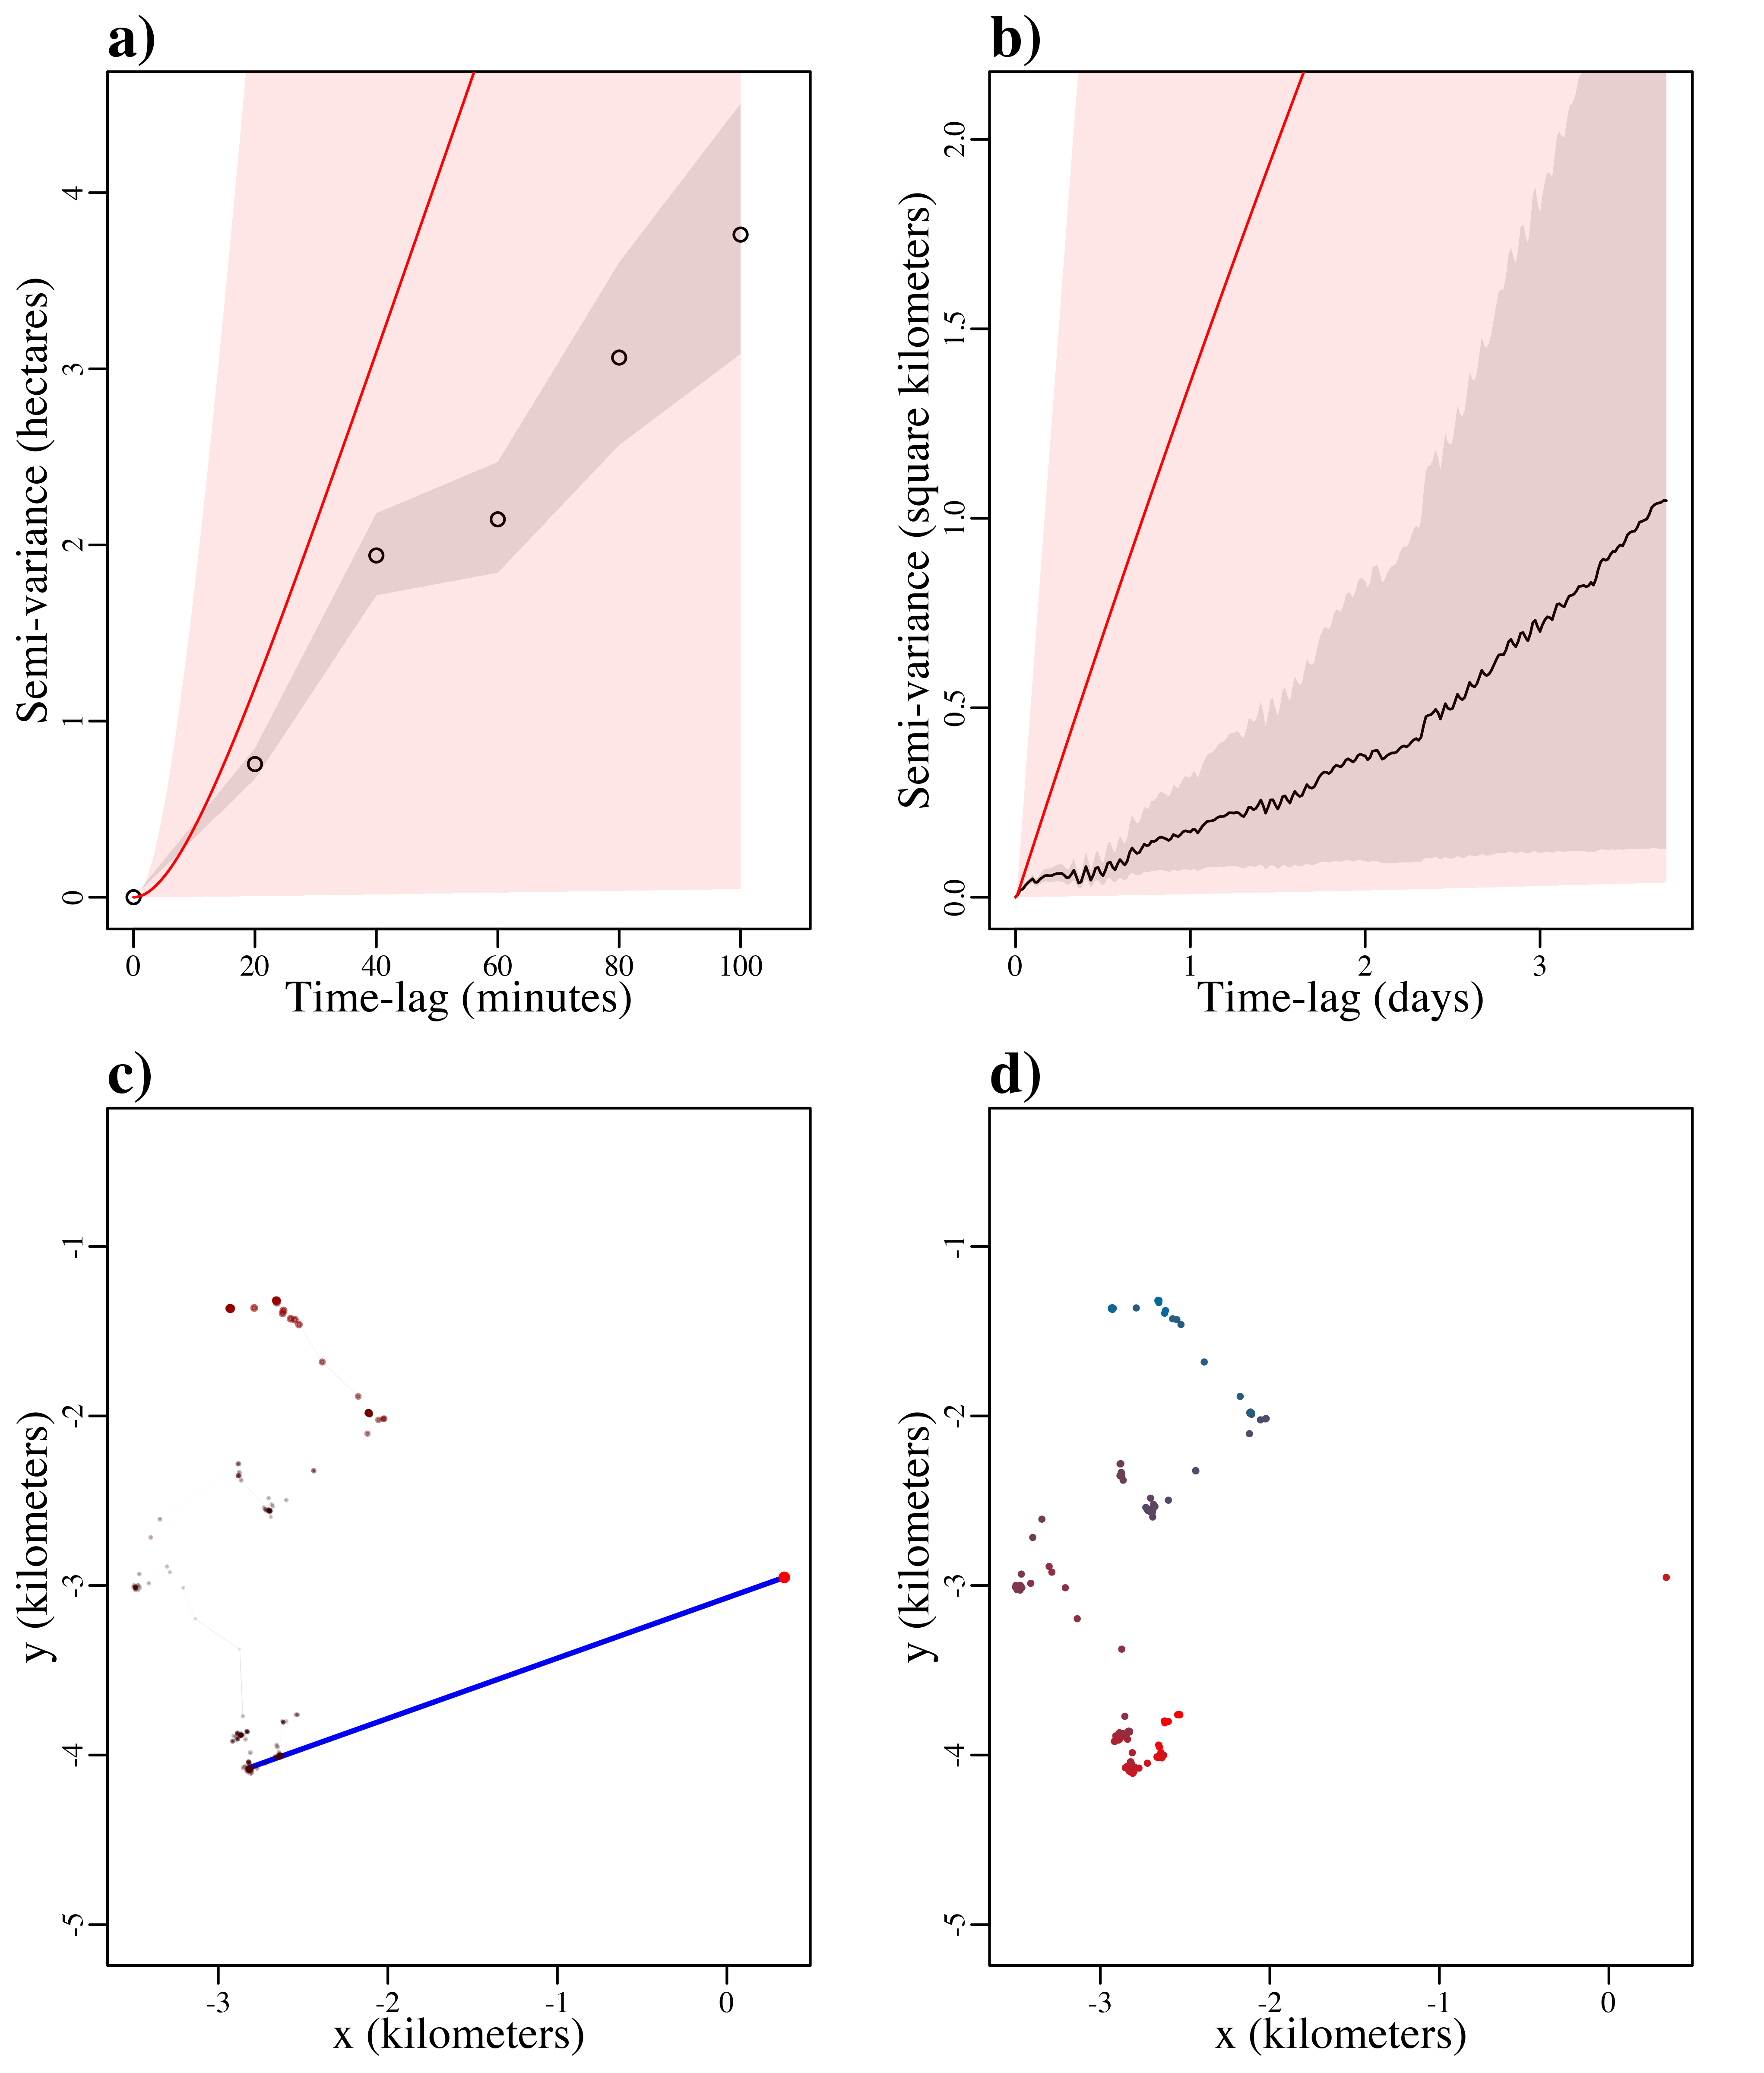 a)
Semi-variance (hectares)
4
3
2
1
0
0 20 40 60 80 100
Time-lag (minutes)
b)
Semi-variance (square kilometers)
2.0
1.5
1.0
0.5
0.0
0 1 2 3
Time-lag (days)
c)
y (kilometers)
-1
-2
-3
-4
-5
-3 -2 -1 0
x (kilometers)
d)
y (kilometers)
-1
-2
-3
-4
-5
-3 -2 -1 0
x (kilometers)